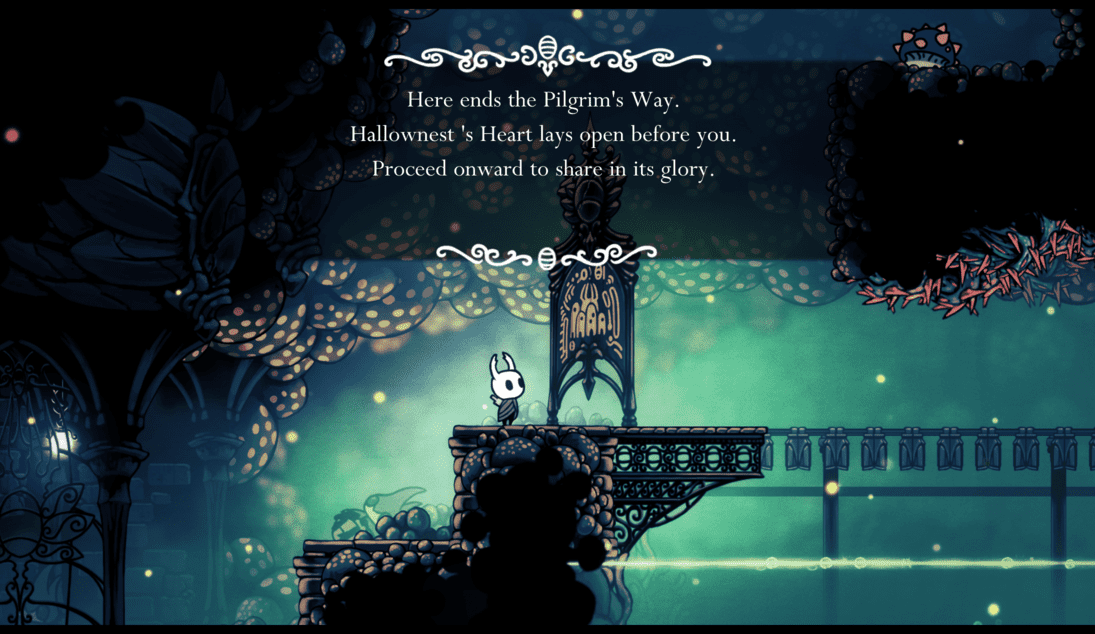 Here ends the Pilgrim's Way.
Hallownest 's Heart lays open before you.
Proceed onward to share in its glory.